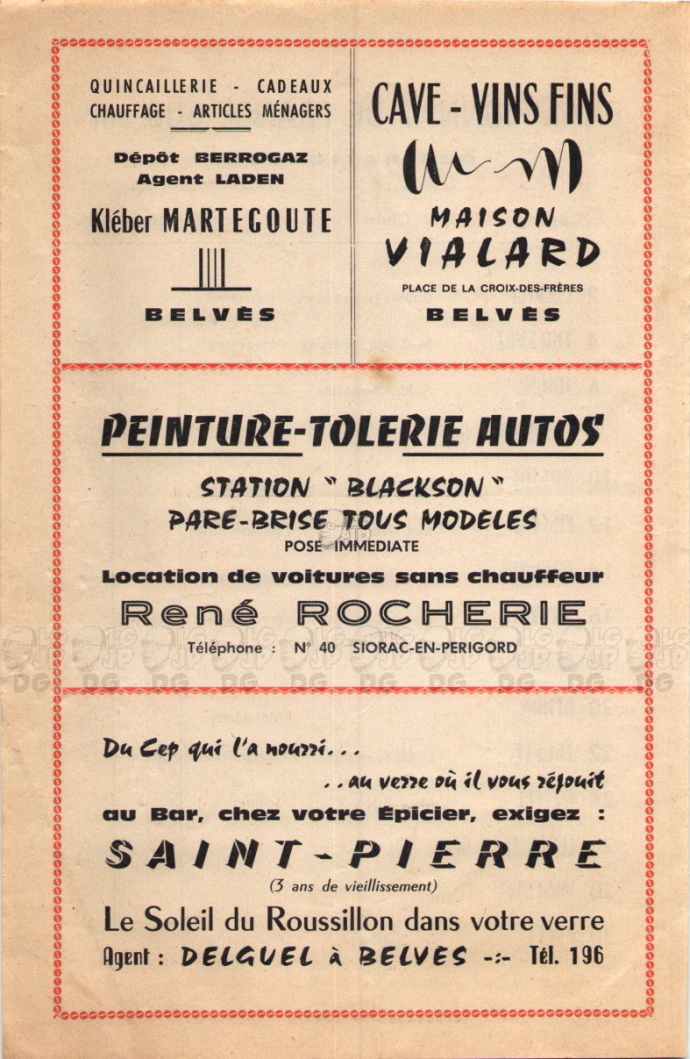 QUINCAILLERIE - CADEAUX
CHAUFFAGE - ARTICLES MÉNAGERS
Dépôt BERROGAZ
Agent LADEN
Kléber MARTEGOUTE
BELVÈS
CAVE - VINS FINS
MAISON
VIALARD
PLACE DE LA CROIX-DES-FRÈRES
BELVÈS
PEINTURE-TOLERIE AUTOS
STATION " BLACKSON "
PARE-BRISE TOUS MODELES
POSE IMMEDIATE
Location de voitures sans chauffeur
René ROCHERIE
Téléphone : N° 40 SIORAC-EN-PERIGORD
Du Cep qui l'a nourri...
..au verre où il vous réjouit
au Bar, chez votre Épicier, exigez :
SAINT-PIERRE
(3 ans de vieillissement)
Le Soleil du Roussillon dans votre verre
Agent : DELGUEL à BELVES -:- Tél. 196